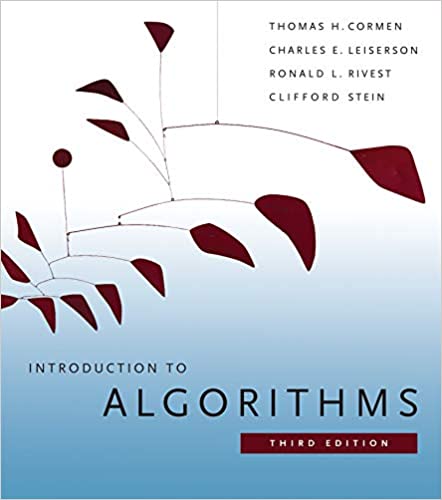 THOMAS H. CORMEN
CHARLES E. LEISERSON
RONALD L. RIVEST
CLIFFORD STEIN
INTRODUCTION TO
ALGORITHMS
THIRD EDITION